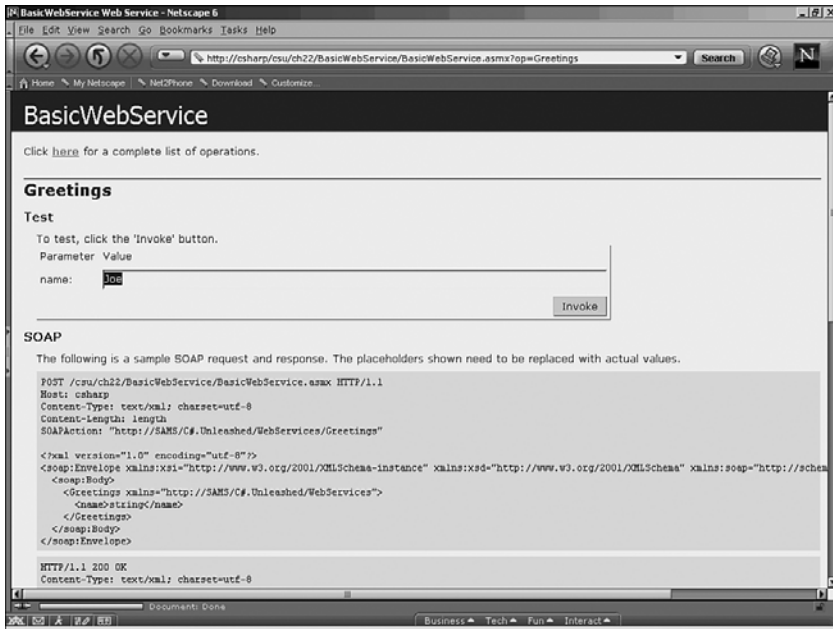 BasicWebService Web Service - Netscape 6
File Edit View Search Go Bookmarks Tasks Help
http://csharp/csu/ch22/BasicWebService/BasicWebService.asmx?op=Greetings Search N
Home My Netscape Net2Phone Download Customize...
BasicWebService
Click here for a complete list of operations.
Greetings
Test
To test, click the 'Invoke' button.
Parameter Value
name: Joe
Invoke
SOAP
The following is a sample SOAP request and response. The placeholders shown need to be replaced with actual values.
POST /csu/ch22/BasicWebService/BasicWebService.asmx HTTP/1.1
Host: csharp
Content-Type: text/xml; charset=utf-8
Content-Length: length
SOAPAction: "http://SAMS/C#.Unleashed/WebServices/Greetings"
<?xml version="1.0" encoding="utf-8"?>
<soap:Envelope xmlns:xsi="http://www.w3.org/2001/XMLSchema-instance" xmlns:xsd="http://www.w3.org/2001/XMLSchema" xmlns:soap="http://schem
<soap:Body>
<Greetings xmlns="http://SAMS/C#.Unleashed/WebServices">
<name>string</name>
</Greetings>
</soap:Body>
</soap:Envelope>
HTTP/1.1 200 OK
Content-Type: text/xml; charset=utf-8
Document: Done
Business Tech Fun Interact